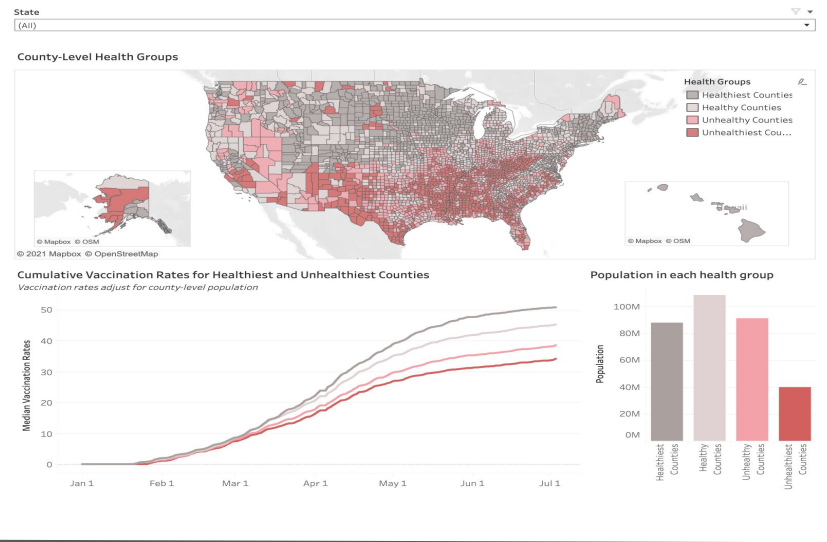 State
(All)
County-Level Health Groups
Health Groups
Healthiest Counties
Healthy Counties
Unhealthy Counties
Unhealthiest Cou...
© Mapbox © OSM
© Mapbox © OSM
© 2021 Mapbox © OpenStreetMap
Cumulative Vaccination Rates for Healthiest and Unhealthiest Counties
Vaccination rates adjust for county-level population
Median Vaccination Rates
50
40
30
20
10
0
Jan 1
Feb 1
Mar 1
Apr 1
May 1
Jun 1
Jul 1
Population in each health group
Population
100M
80M
60M
40M
20M
0M
Healthiest
Counties
Healthy
Counties
Unhealthy
Counties
Unhealthiest
Counties